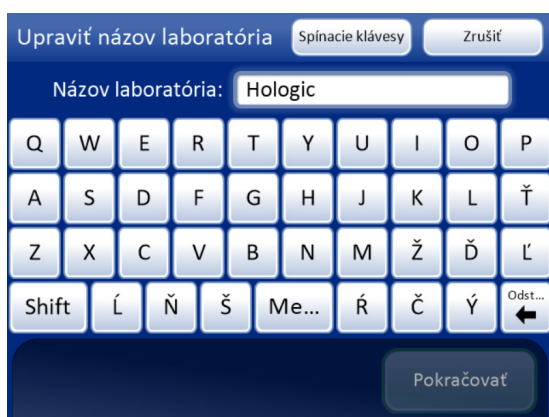 Upraviť názov laboratória Spínacie klávesy Zrušiť
Názov laboratória: Hologic
Q W E R T Y U I O P
A S D F G H J K L Ť
Z X C V B N M Ž Ď Ľ
Shift Ĺ Ň Š Me... Ŕ Č Ý Odst...
Pokračovať